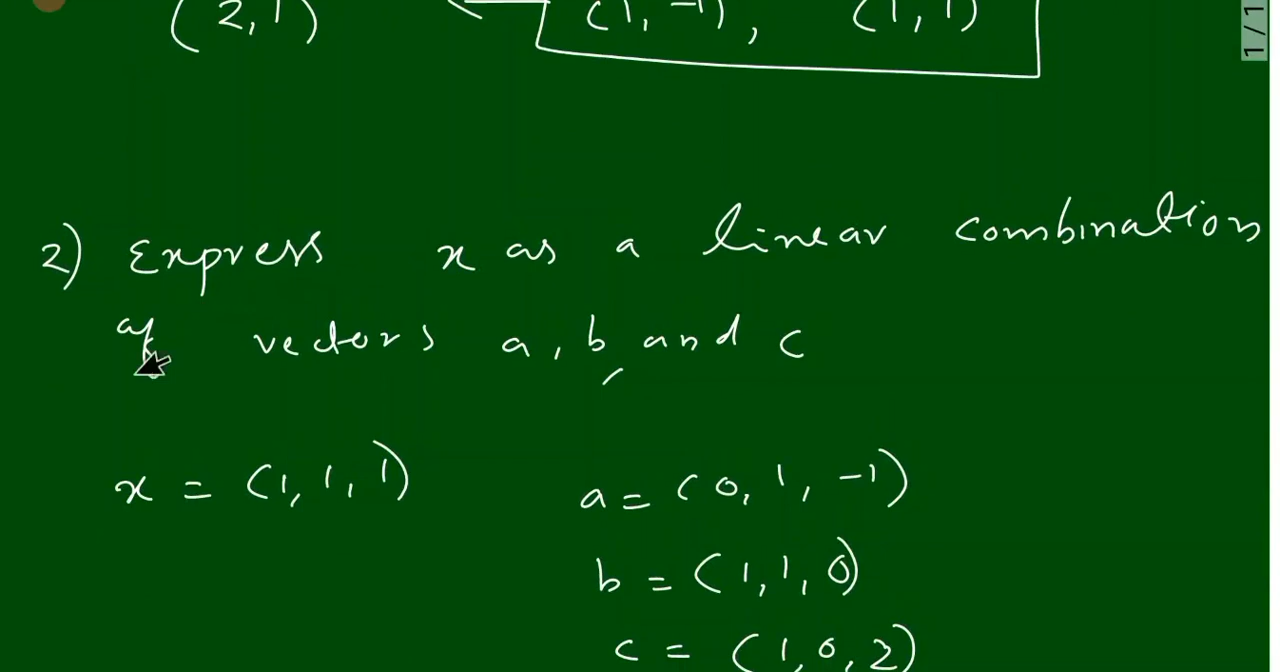 (2, 1) (1, -1), (1, 1)
1/1
2) Express x as a linear combination
of vectors a, b and c
x = (1, 1, 1) a = (0, 1, -1)
b = (1, 1, 0)
c = (1, 0, 2)